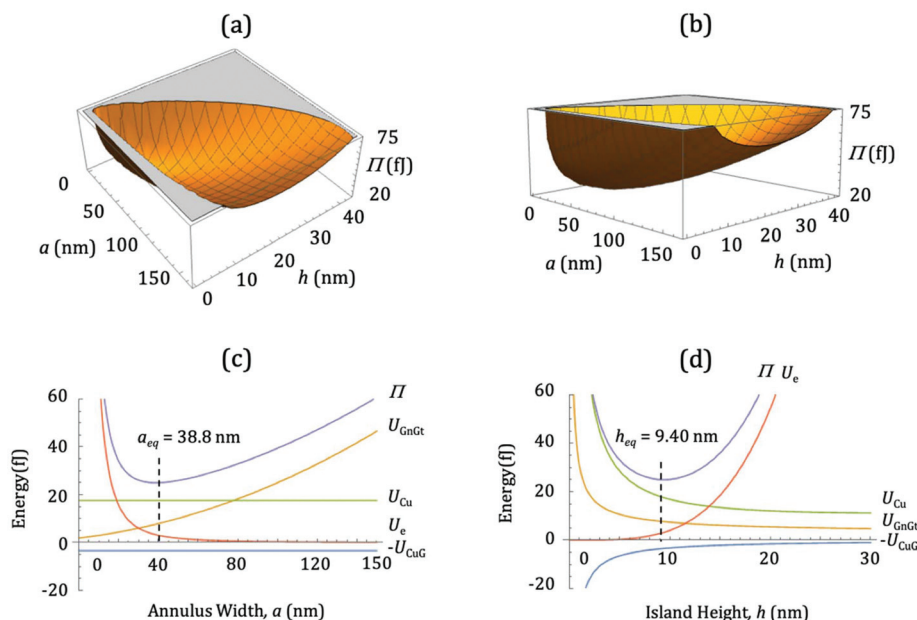 (a)
75
Π(fJ)
20
0
50
100
150
a (nm)
0
10
20
30
40
h (nm)
(b)
75
Π(fJ)
20
0
50
100
150
a (nm)
0
10
20
30
40
h (nm)
(c)
60
40
20
0
-20
Energy(fJ)
a_eq = 38.8 nm
Π
U_GnGt
U_Cu
U_e
-U_CuG
0
40
80
120
150
Annulus Width, a (nm)
(d)
Π U_e
60
40
20
0
-20
Energy(fJ)
h_eq = 9.40 nm
U_Cu
U_GnGt
-U_CuG
0
10
20
30
Island Height, h (nm)